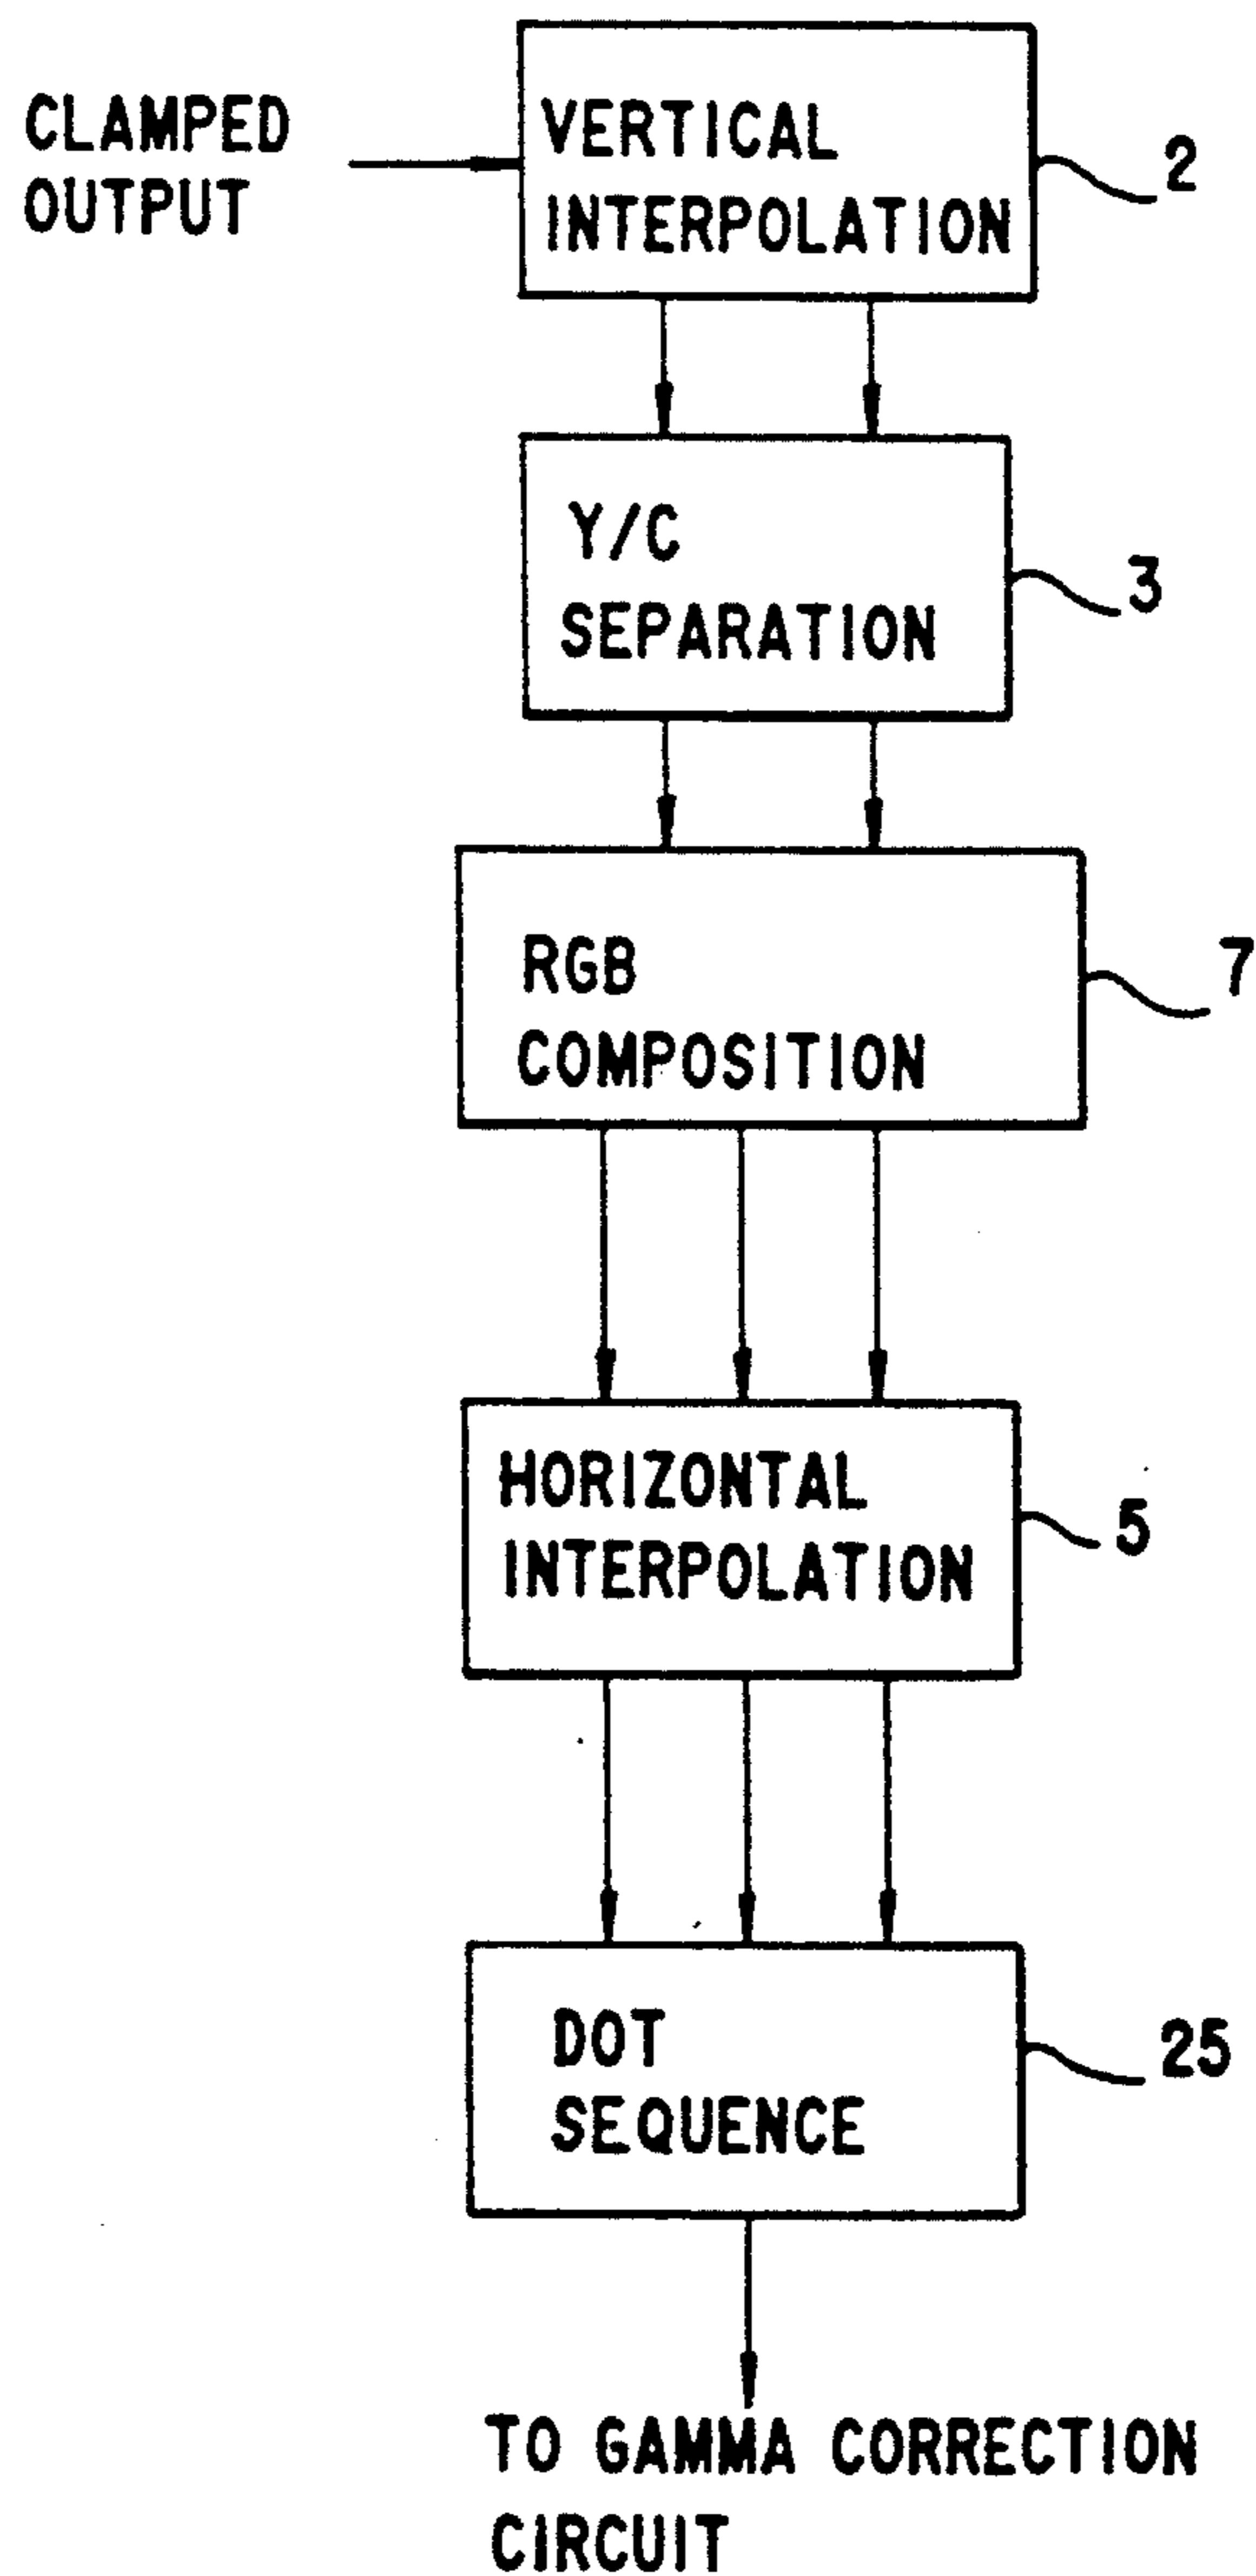 CLAMPED
OUTPUT
VERTICAL
INTERPOLATION
2
Y/C
SEPARATION
3
RGB
COMPOSITION
7
HORIZONTAL
INTERPOLATION
5
DOT
SEQUENCE
25
TO GAMMA CORRECTION
CIRCUIT